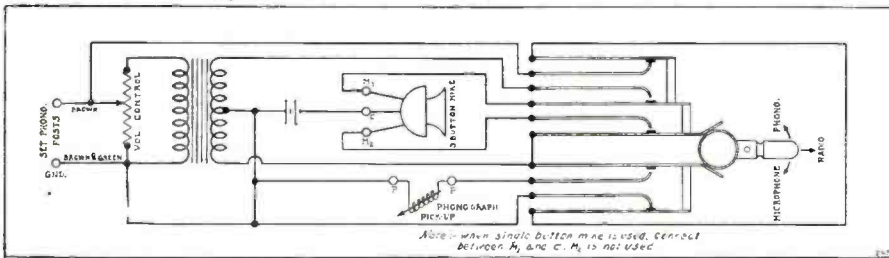 SET PHONO.
POSTS
BROWN
BROWN & GREEN
GND.
VOL CONTROL
M1
C
M2
3 BUTTON MIKE
P
P
PHONOGRAPH
PICK-UP
PHONO.
RADIO
MICROPHONE
Note:- when single button mike is used, connect
between M1 and C. M2 is not used